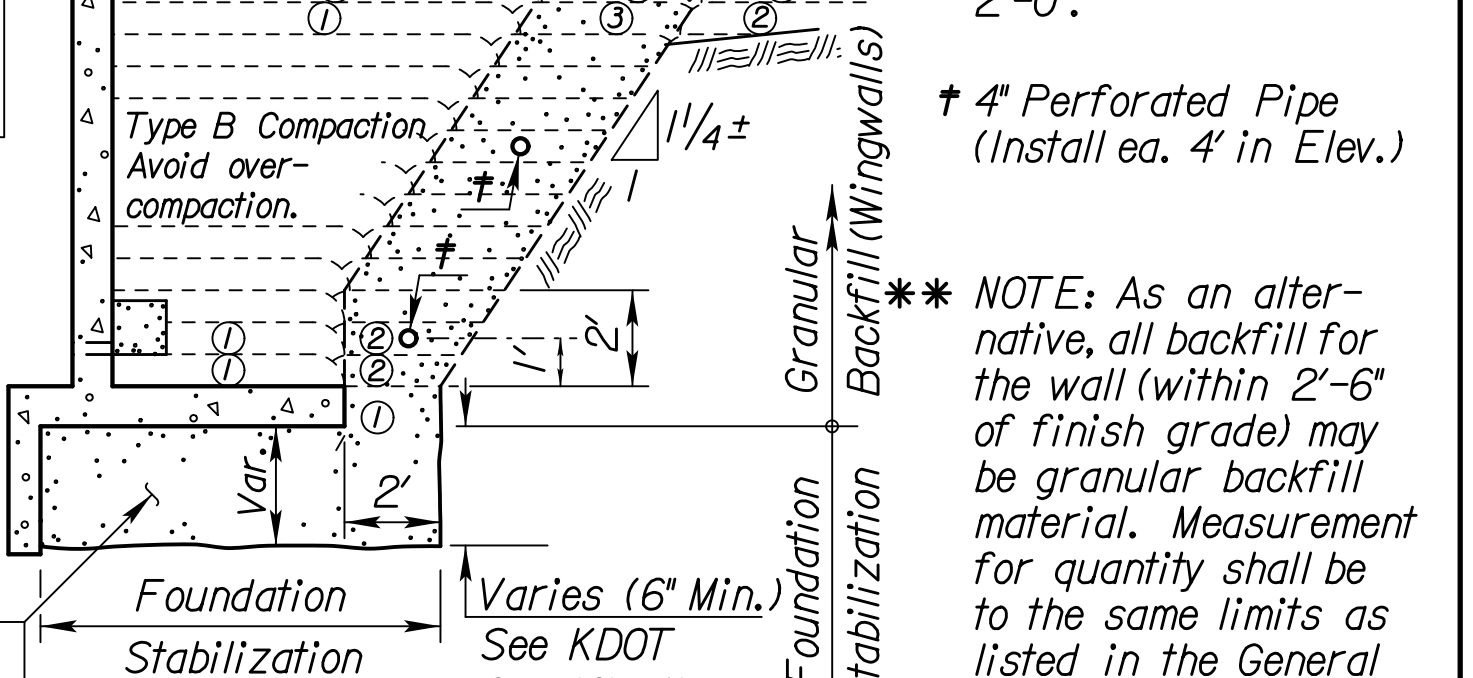 1
3
2
2'-0".
Type B Compaction
Avoid over-
compaction.
1 1/4 ±
1
‡
‡
‡ 4" Perforated Pipe
(Install ea. 4' in Elev.)
Granular
Backfill (Wingwalls)
** NOTE: As an alter-
native, all backfill for
the wall (within 2'-6"
of finish grade) may
be granular backfill
material. Measurement
for quantity shall be
to the same limits as
listed in the General
1
2
1
2
1
1'
2'
Var.
2'
Foundation
Stabilization
Varies (6" Min.)
See KDOT
Foundation
tabilization